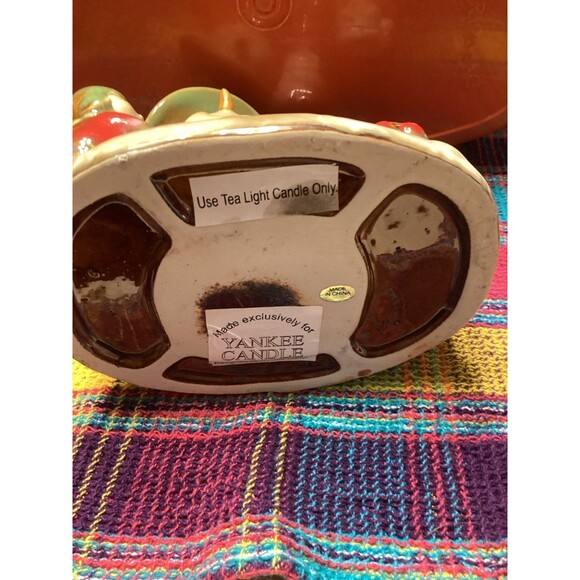 Use Tea Light Candle Only.
MADE
IN CHINA
Made exclusively for
YANKEE
CANDLE